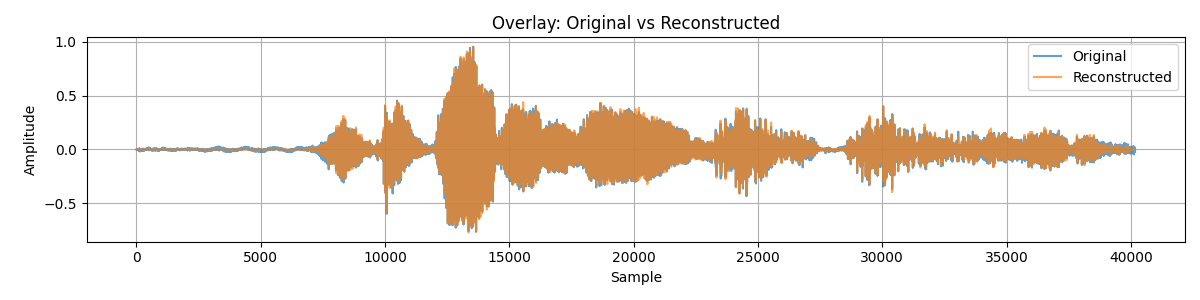 Overlay: Original vs Reconstructed
1.0
0.5
0.0
−0.5
Amplitude
Original
Reconstructed
0 5000 10000 15000 20000 25000 30000 35000 40000
Sample